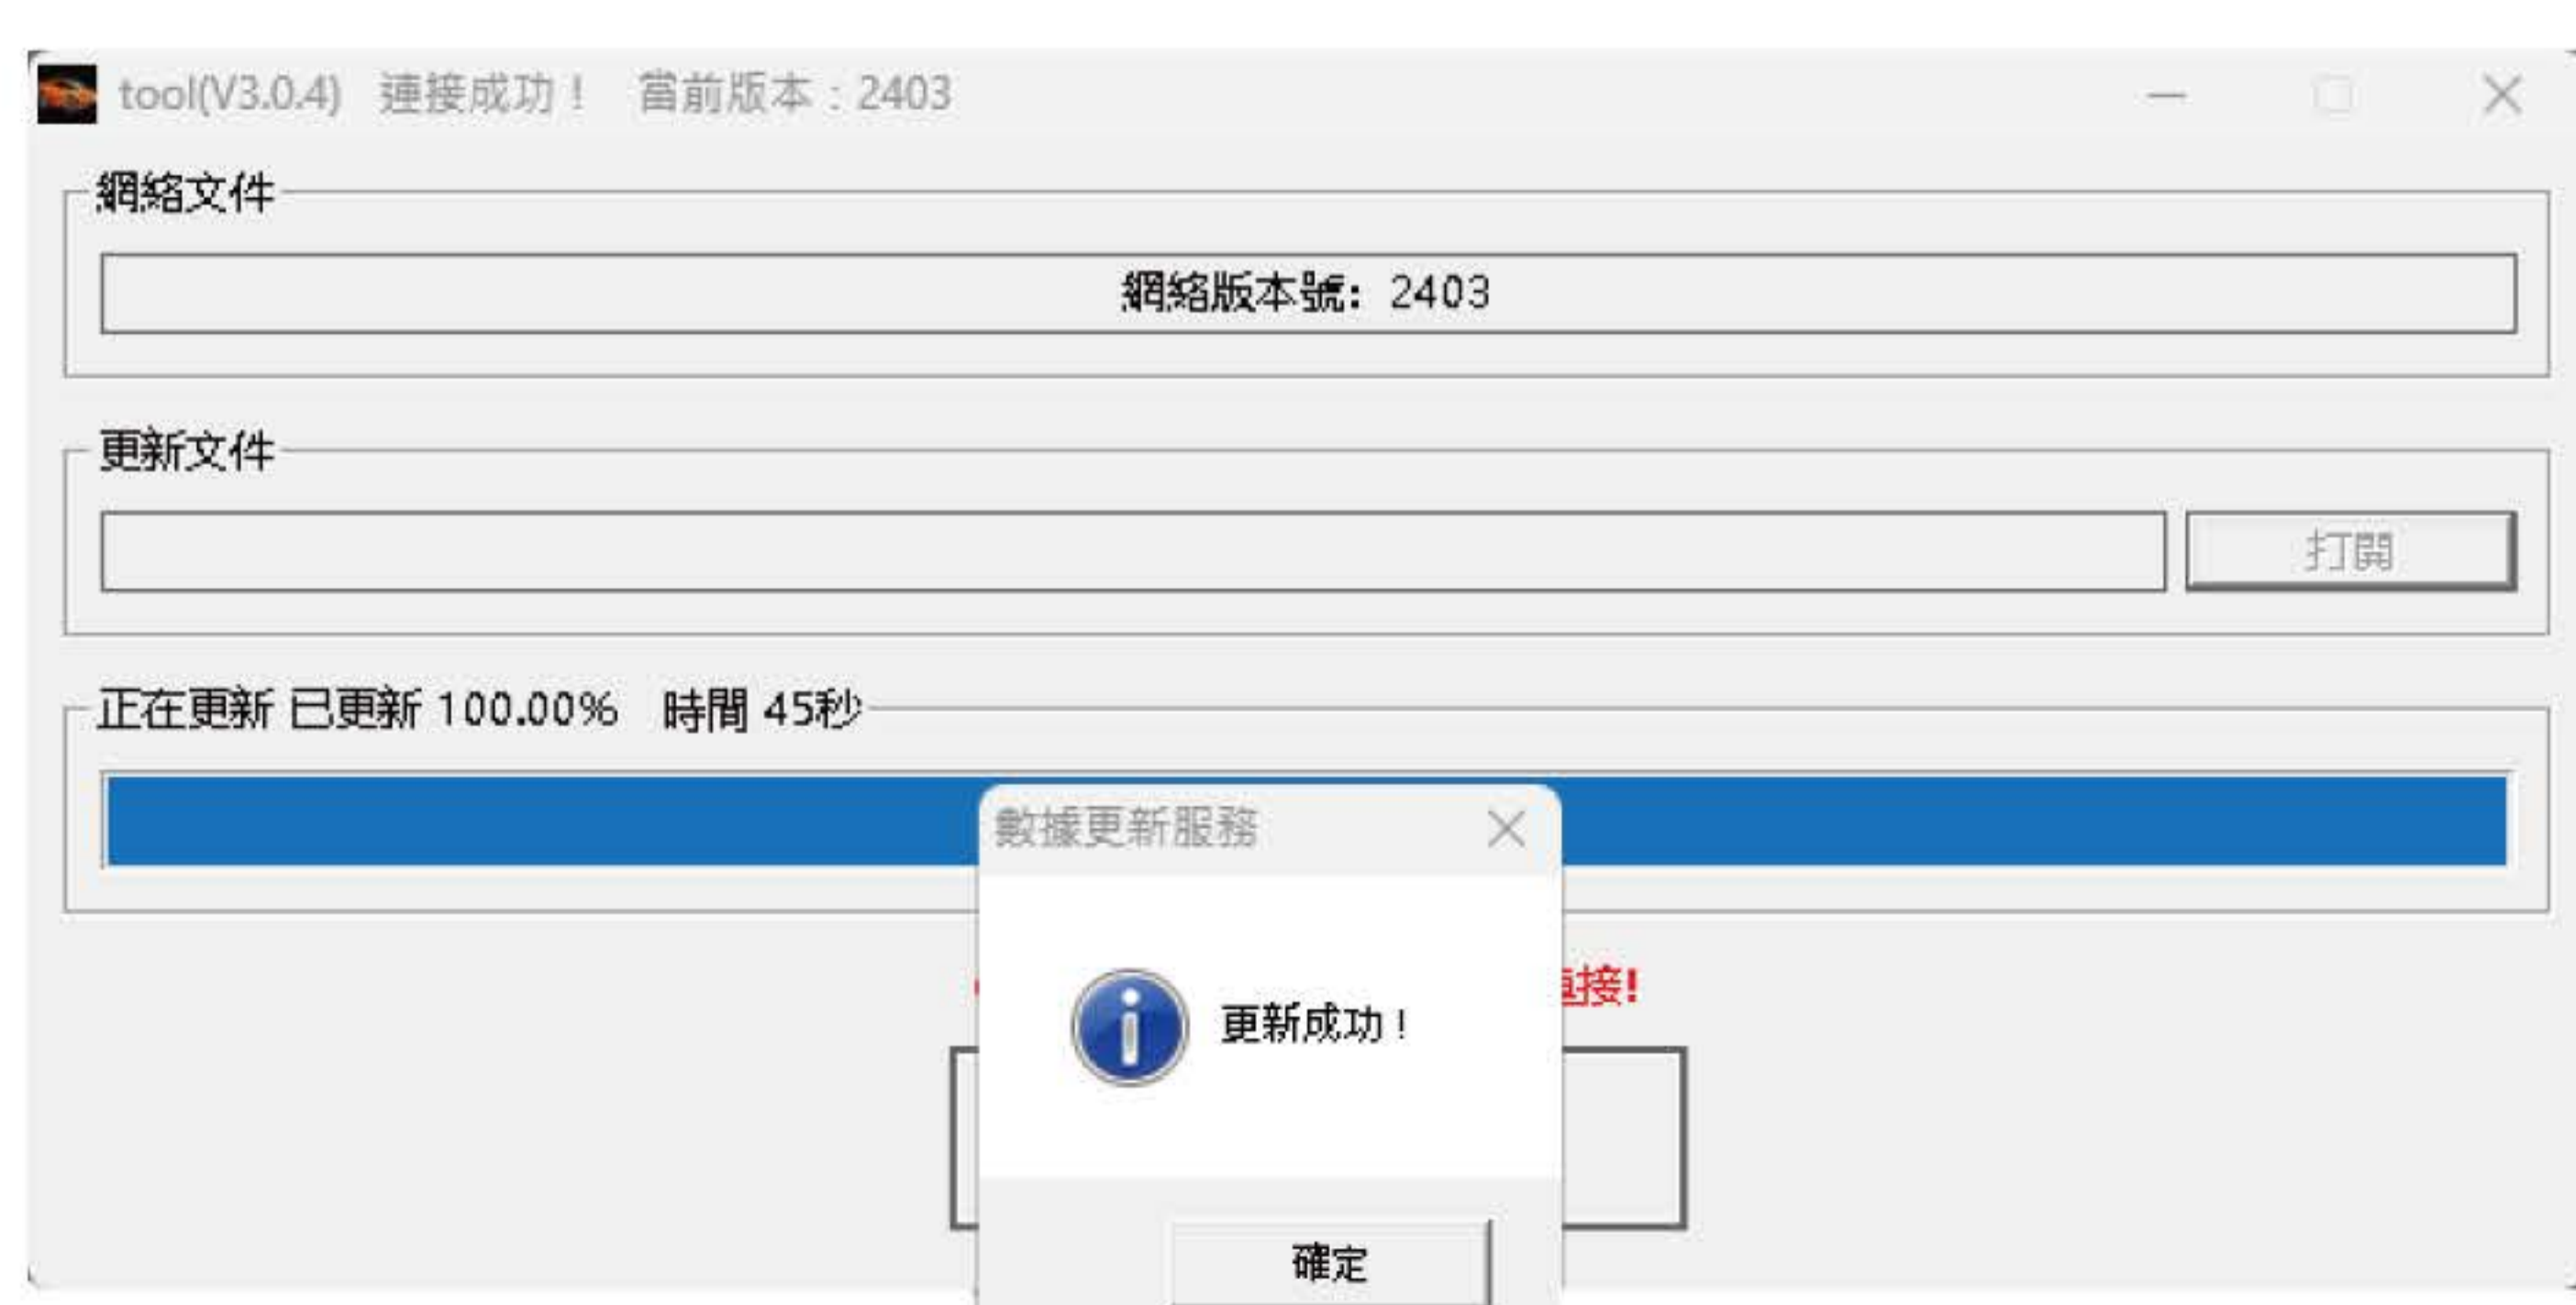 tool(V3.0.4) 連接成功！ 當前版本：2403
網絡文件
網絡版本號: 2403
更新文件
打開
正在更新 已更新 100.00% 時間 45秒
數據更新服務
接!
更新成功！
確定